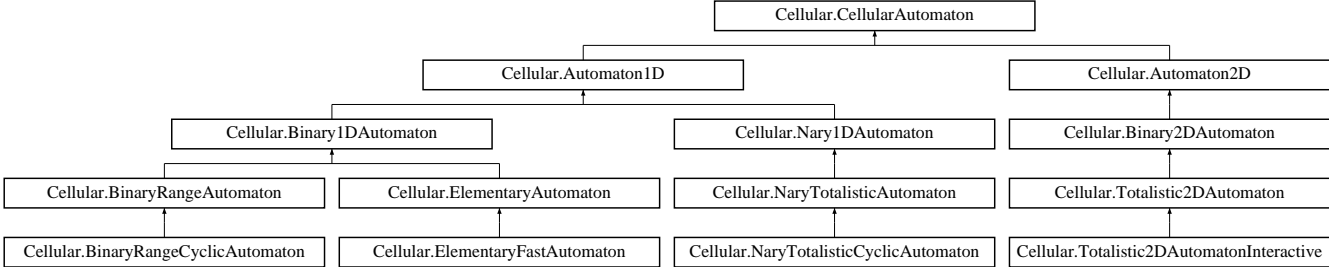 Cellular.CellularAutomaton
Cellular.Automaton1D
Cellular.Automaton2D
Cellular.Binary1DAutomaton
Cellular.Nary1DAutomaton
Cellular.Binary2DAutomaton
Cellular.BinaryRangeAutomaton
Cellular.ElementaryAutomaton
Cellular.NaryTotalisticAutomaton
Cellular.Totalistic2DAutomaton
Cellular.BinaryRangeCyclicAutomaton
Cellular.ElementaryFastAutomaton
Cellular.NaryTotalisticCyclicAutomaton
Cellular.Totalistic2DAutomatonInteractive